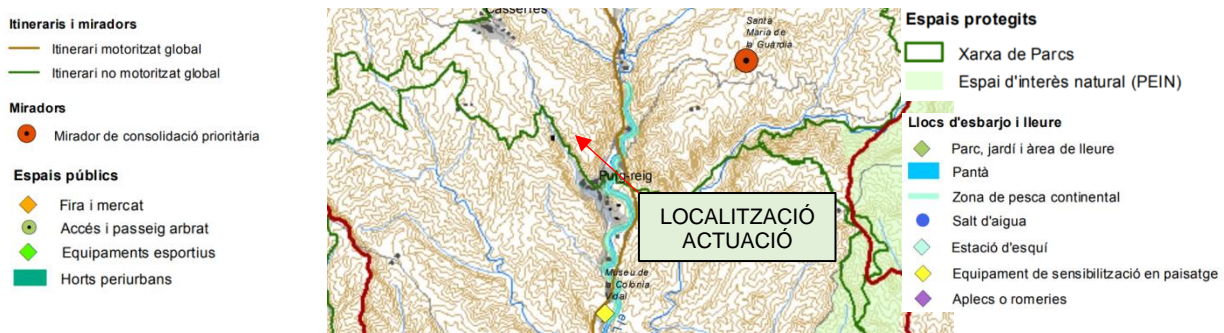 Itineraris i miradors
Itinerari motoritzat global
Itinerari no motoritzat global
Miradors
Mirador de consolidació prioritària
Espais públics
Fira i mercat
Accés i passeig arbrat
Equipaments esportius
Horts periurbans
Casserres
Santa
Maria de
la Guàrdia
Puig-reig
LOCALITZACIÓ
ACTUACIÓ
Museu de
la Colònia
Vidal
Espais protegits
Xarxa de Parcs
Espai d'interès natural (PEIN)
Llocs d'esbarjo i lleure
Parc, jardí i àrea de lleure
Pantà
Zona de pesca continental
Salt d'aigua
Estació d'esquí
Equipament de sensibilització en paisatge
Aplecs o romeries